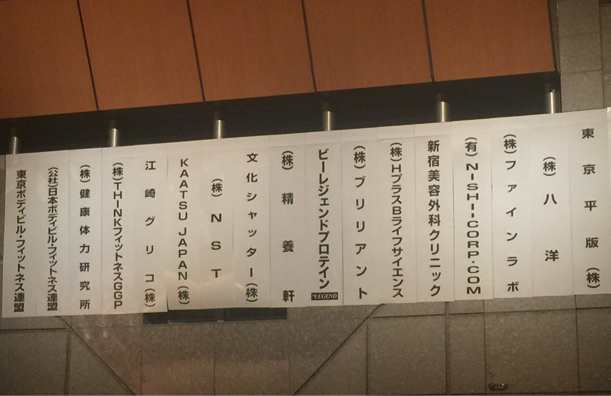 東京平版(株)
(株)八洋
(株)ファインラボ
(有)NISHI-CORP.COM
新宿美容外科クリニック
(株)HプラスBライフサイエンス
(株)ブリリアント
ビーレジェンドプロテイン
LEGEND
(株)精養軒
文化シャッター(株)
(株)NST
KAATSU JAPAN(株)
江崎グリコ(株)
(株)THINKフィットネスGGP
(株)健康体力研究所
(公社)日本ボディビル・フィットネス連盟
東京ボディビル・フィットネス連盟